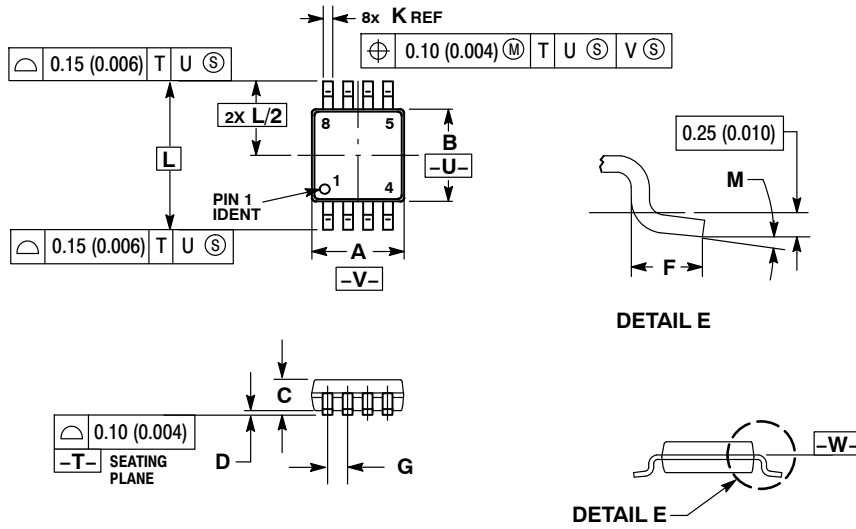 8x K REF
⌓ 0.15 (0.006) T U Ⓢ
⌖ 0.10 (0.004) Ⓜ T U Ⓢ V Ⓢ
2X L/2
8 5
B
-U-
L
PIN 1
IDENT
1 4
⌓ 0.15 (0.006) T U Ⓢ
A
-V-
0.25 (0.010)
M
F
DETAIL E
C
⌓ 0.10 (0.004)
-T- SEATING
PLANE
D
G
-W-
DETAIL E